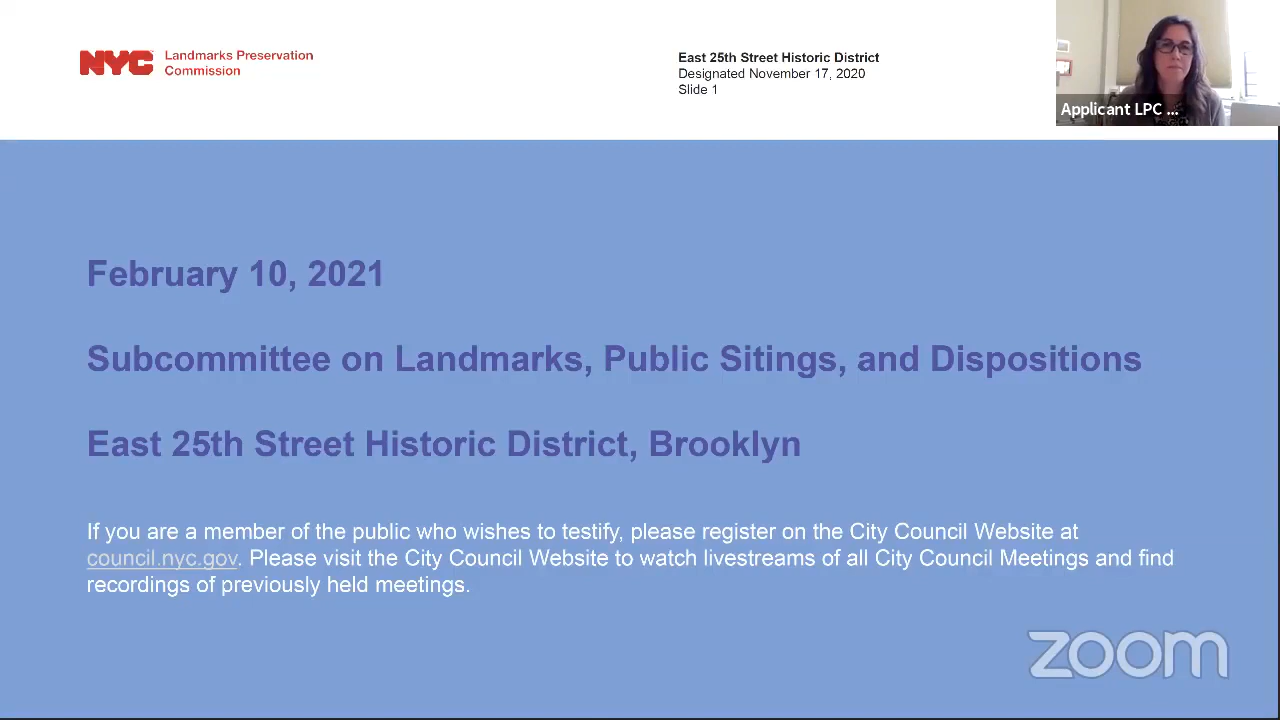 NYC Landmarks Preservation
Commission
East 25th Street Historic District
Designated November 17, 2020
Slide 1
Applicant LPC ...
February 10, 2021
Subcommittee on Landmarks, Public Sitings, and Dispositions
East 25th Street Historic District, Brooklyn
If you are a member of the public who wishes to testify, please register on the City Council Website at
council.nyc.gov. Please visit the City Council Website to watch livestreams of all City Council Meetings and find
recordings of previously held meetings.
zoom